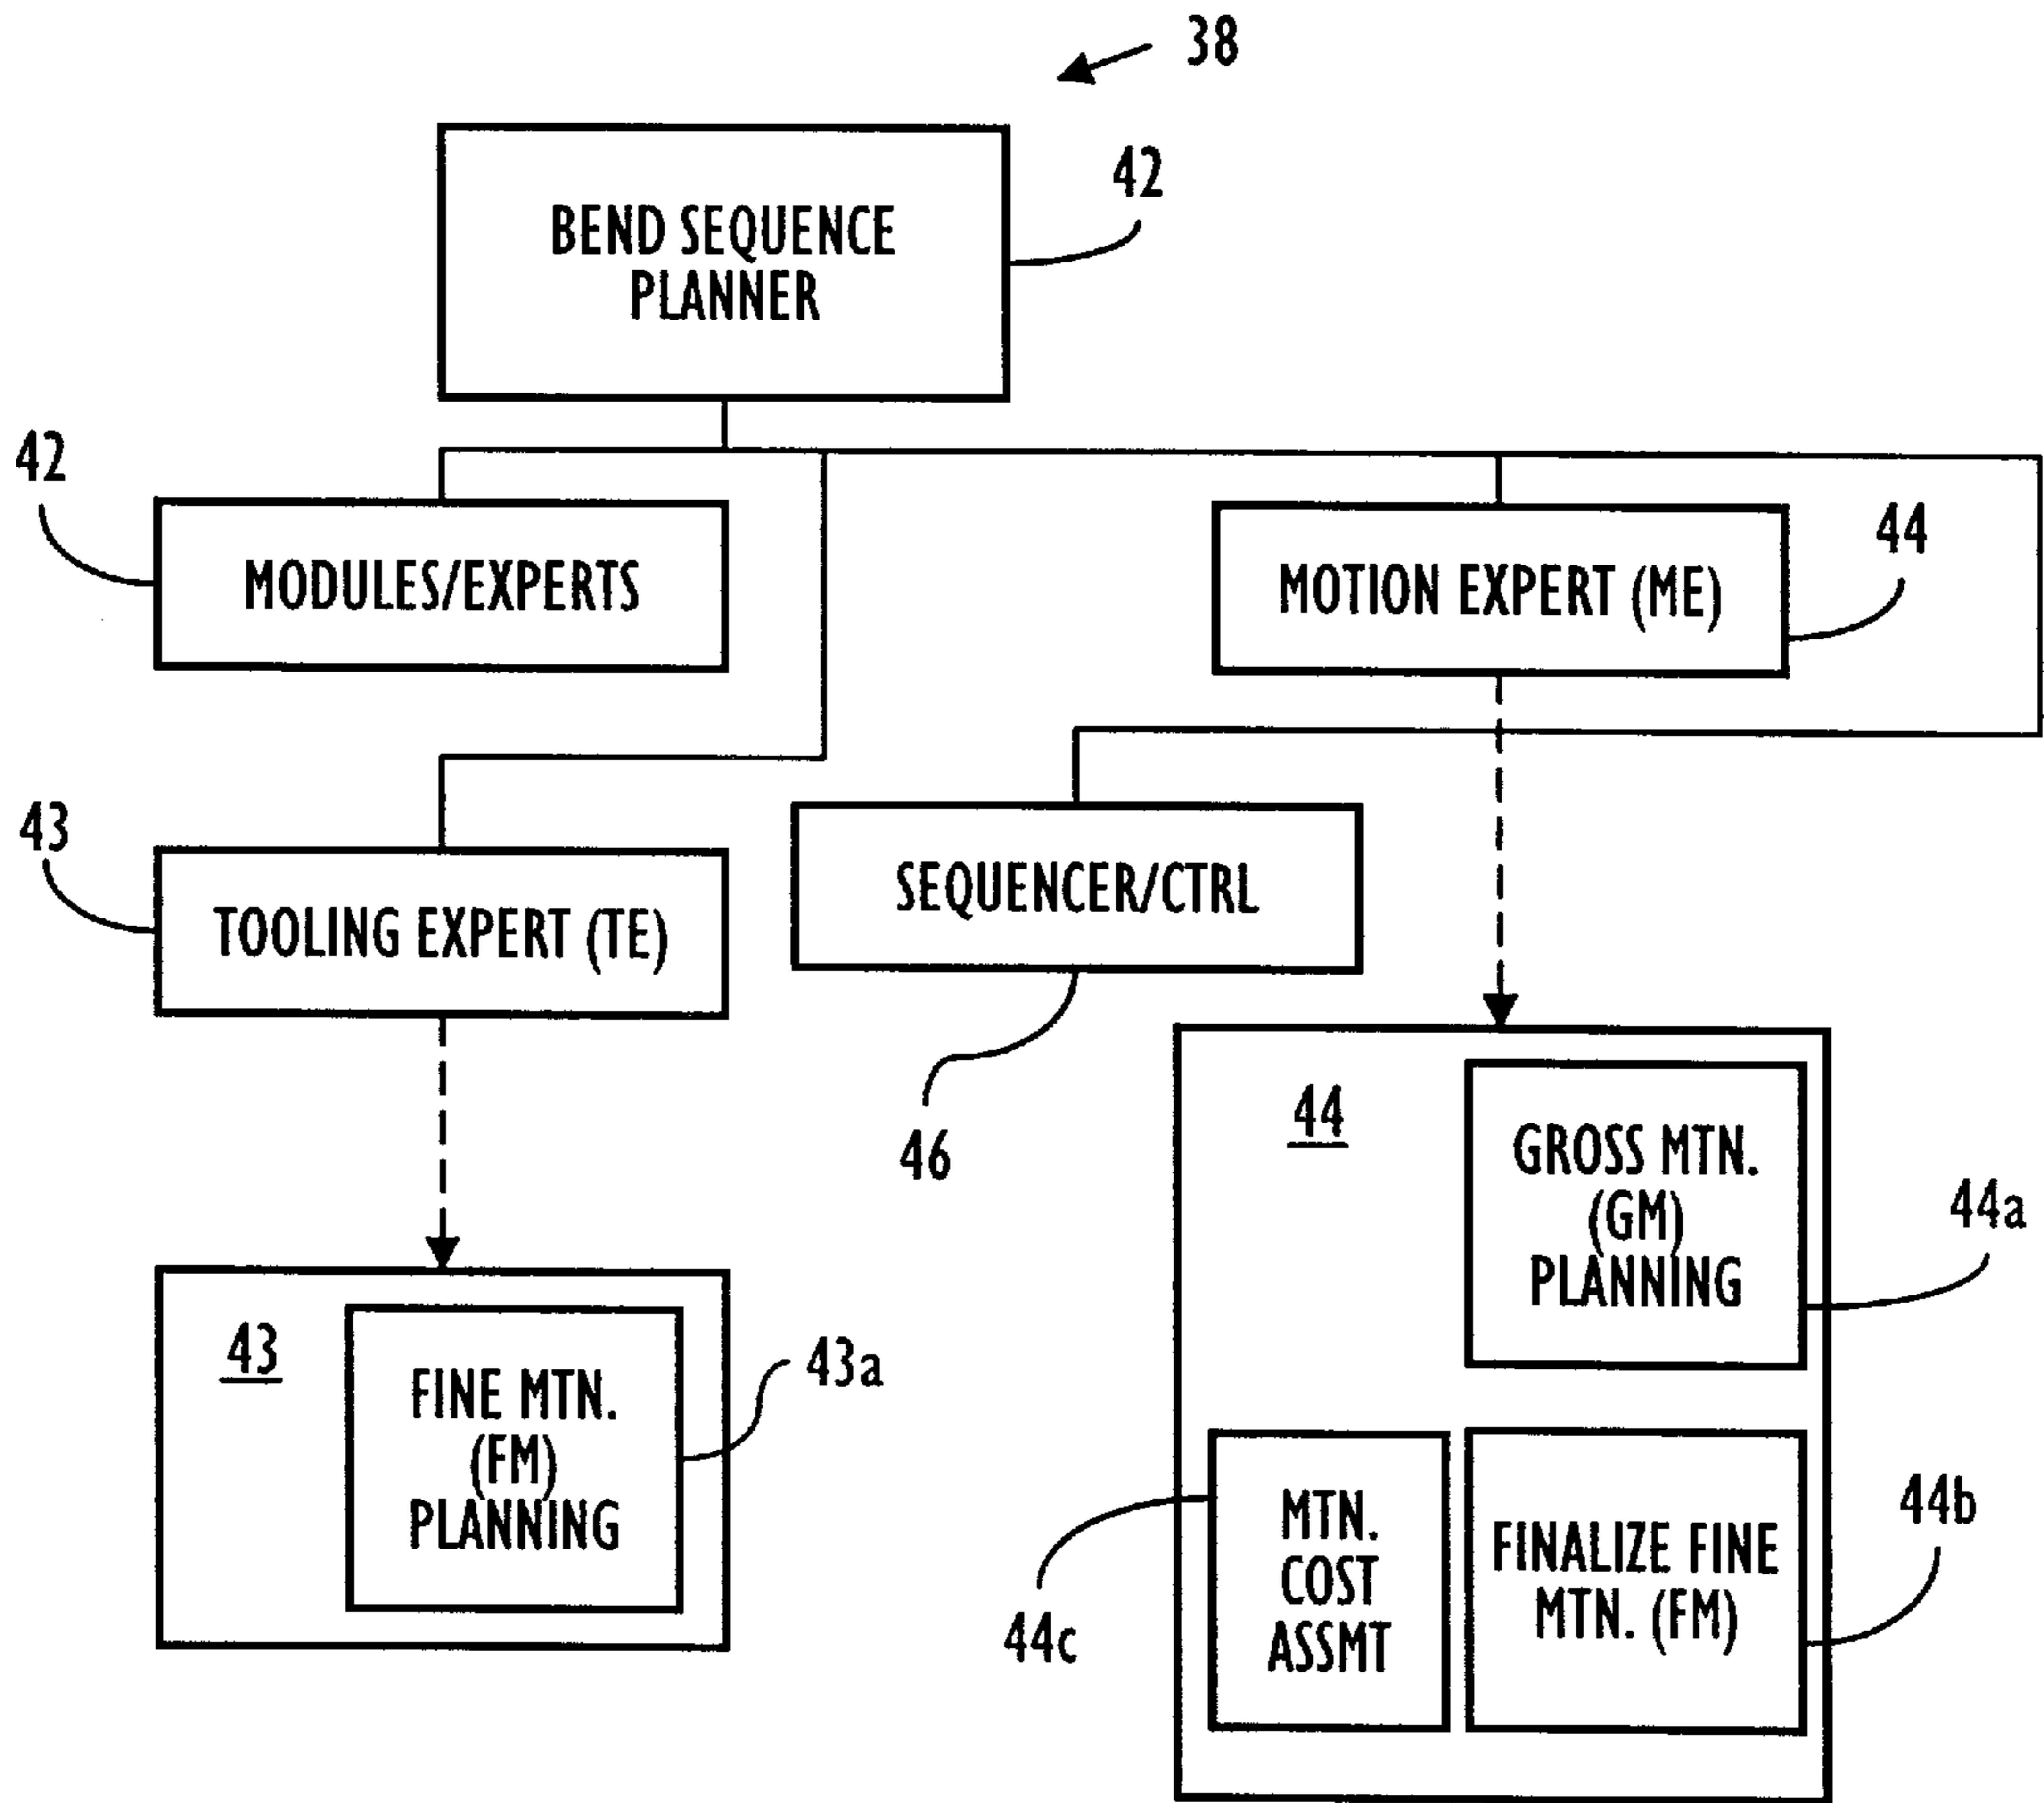 38
BEND SEQUENCE
PLANNER
42
42
MODULES/EXPERTS
MOTION EXPERT (ME)
44
43
TOOLING EXPERT (TE)
SEQUENCER/CTRL
46
43
FINE MTN.
(FM)
PLANNING
43a
44
GROSS MTN.
(GM)
PLANNING
44a
MTN.
COST
ASSMT
44c
FINALIZE FINE
MTN. (FM)
44b